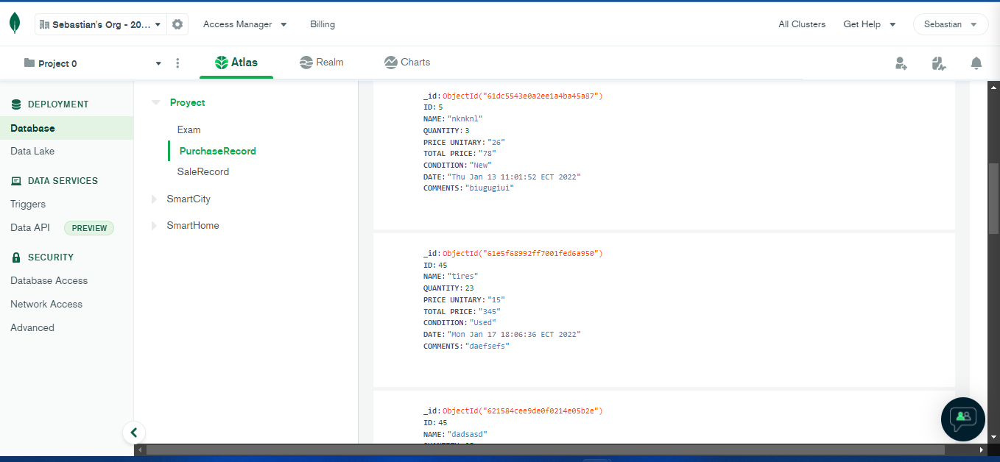 Sebastian's Org - 20...
Access Manager
Billing
All Clusters
Get Help
Sebastian
Project 0
Atlas
Realm
Charts
DEPLOYMENT
Database
Data Lake
DATA SERVICES
Triggers
Data API
PREVIEW
SECURITY
Database Access
Network Access
Advanced
Proyect
Exam
PurchaseRecord
SaleRecord
SmartCity
SmartHome
_id: ObjectId("61dc5543e0a2ee1a4ba45a87")
ID: 5
NAME: "nknknl"
QUANTITY: 3
PRICE UNITARY: "26"
TOTAL PRICE: "78"
CONDITION: "New"
DATE: "Thu Jan 13 11:01:52 ECT 2022"
COMMENTS: "biugugiui"
_id: ObjectId("61e5f68992ff7001fed6a950")
ID: 45
NAME: "tires"
QUANTITY: 23
PRICE UNITARY: "15"
TOTAL PRICE: "345"
CONDITION: "Used"
DATE: "Mon Jan 17 18:06:36 ECT 2022"
COMMENTS: "daefsefs"
_id: ObjectId("621584cee9de0f0214e05b2e")
ID: 45
NAME: "dadsasd"